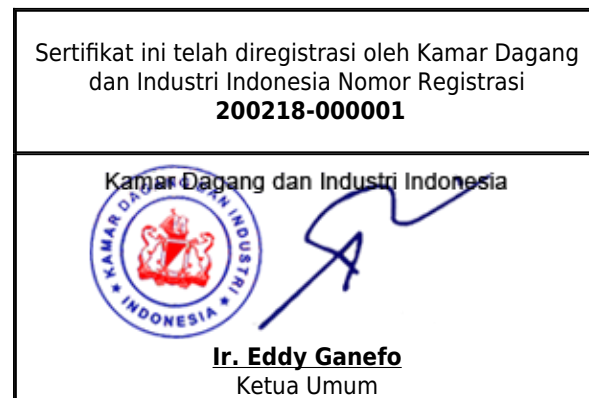 Sertifikat ini telah diregistrasi oleh Kamar Dagang
dan Industri Indonesia Nomor Registrasi
200218-000001
Kamar Dagang dan Industri Indonesia
KAMAR DAGANG DAN INDUSTRI
INDONESIA
Ir. Eddy Ganefo
Ketua Umum